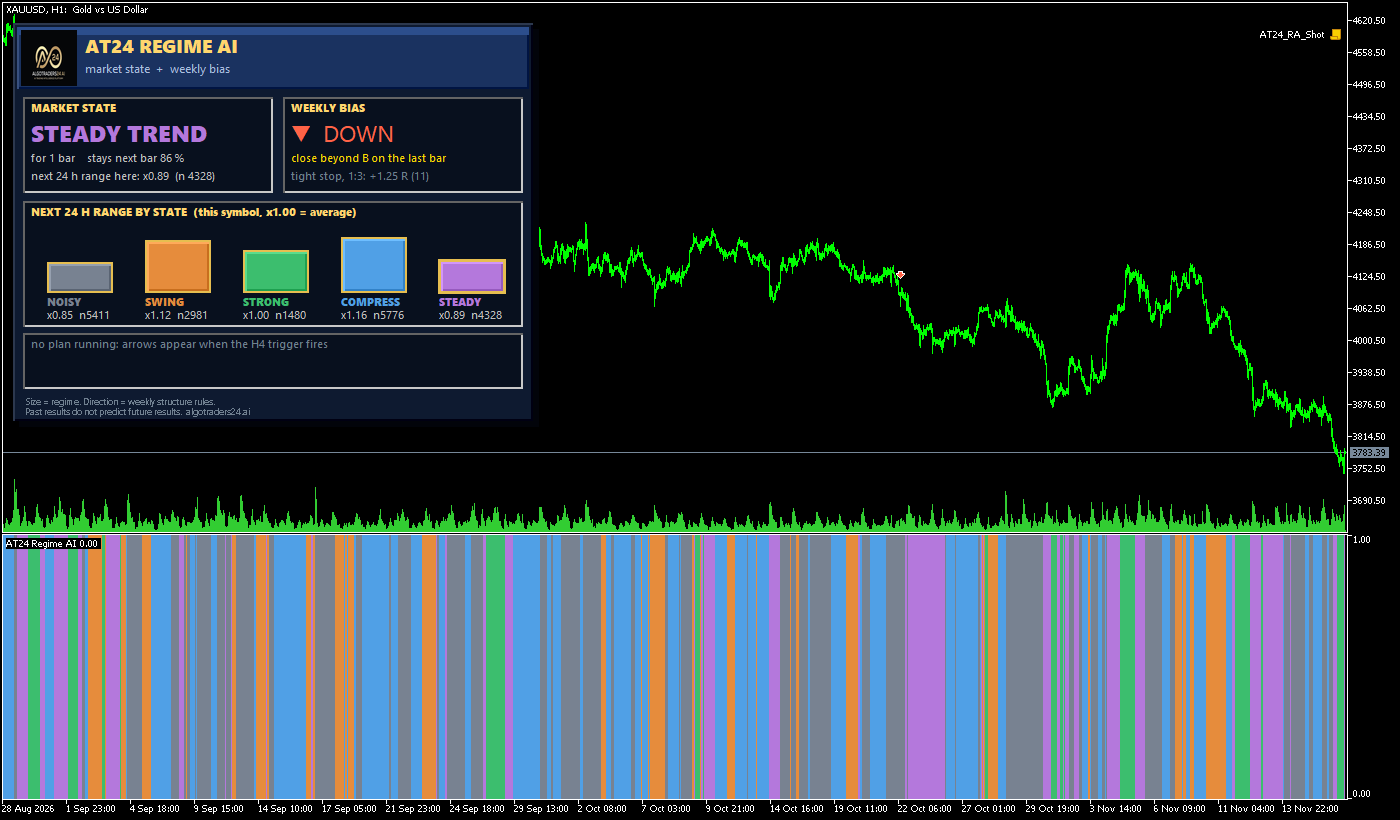 XAUUSD, H1: Gold vs US Dollar
AT24_RA_Shot
24
ALGOTRADERS24.AI
AT24 REGIME AI
market state + weekly bias
MARKET STATE
STEADY TREND
for 1 bar stays next bar 86 %
next 24 h range here: x0.89 (n 4328)
WEEKLY BIAS
▼ DOWN
close beyond B on the last bar
tight stop, 1:3: +1.25 R (11)
NEXT 24 H RANGE BY STATE (this symbol, x1.00 = average)
NOISY SWING STRONG COMPRESS STEADY
x0.85 n5411 x1.12 n2981 x1.00 n1480 x1.16 n5776 x0.89 n4328
no plan running: arrows appear when the H4 trigger fires
Size = regime. Direction = weekly structure rules.
Past results do not predict future results. algotraders24.ai
4620.50
4558.50
4496.50
4434.50
4372.50
4310.50
4248.50
4186.50
4124.50
4062.50
4000.50
3938.50
3876.50
3814.50
3783.39
3752.50
3690.50
AT24 Regime AI 0.00
1.00
0.00
28 Aug 2026 1 Sep 23:00 4 Sep 18:00 9 Sep 15:00 14 Sep 10:00 17 Sep 05:00 21 Sep 23:00 24 Sep 18:00 29 Sep 13:00 2 Oct 08:00 7 Oct 03:00 9 Oct 21:00 14 Oct 16:00 19 Oct 11:00 22 Oct 06:00 27 Oct 01:00 29 Oct 19:00 3 Nov 14:00 6 Nov 09:00 11 Nov 04:00 13 Nov 22:00